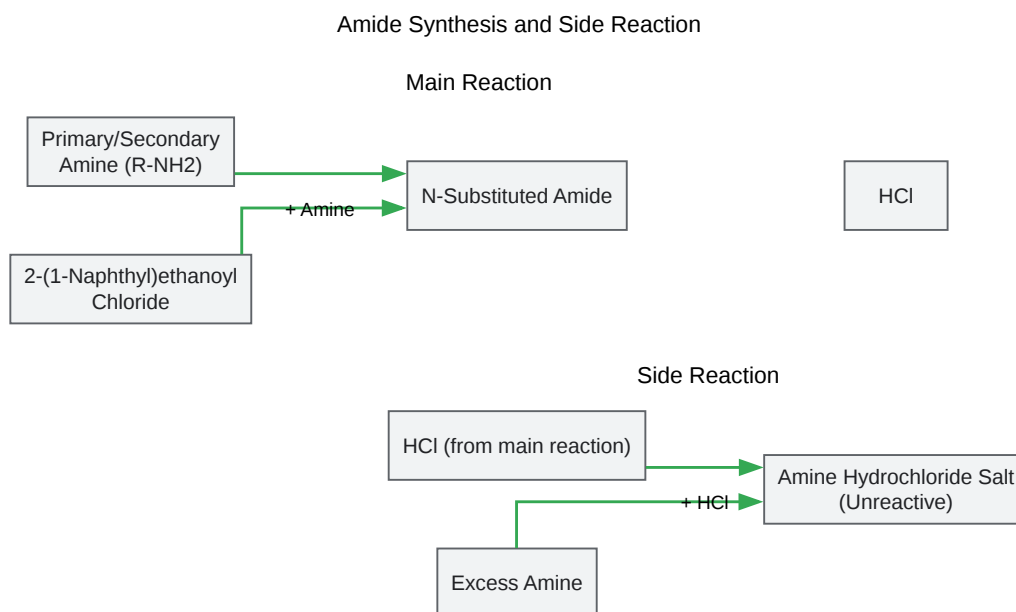 Amide Synthesis and Side Reaction
Main Reaction
Primary/Secondary
Amine (R-NH2)
N-Substituted Amide
HCl
+ Amine
2-(1-Naphthyl)ethanoyl
Chloride
Side Reaction
HCl (from main reaction)
Amine Hydrochloride Salt
(Unreactive)
+ HCl
Excess Amine